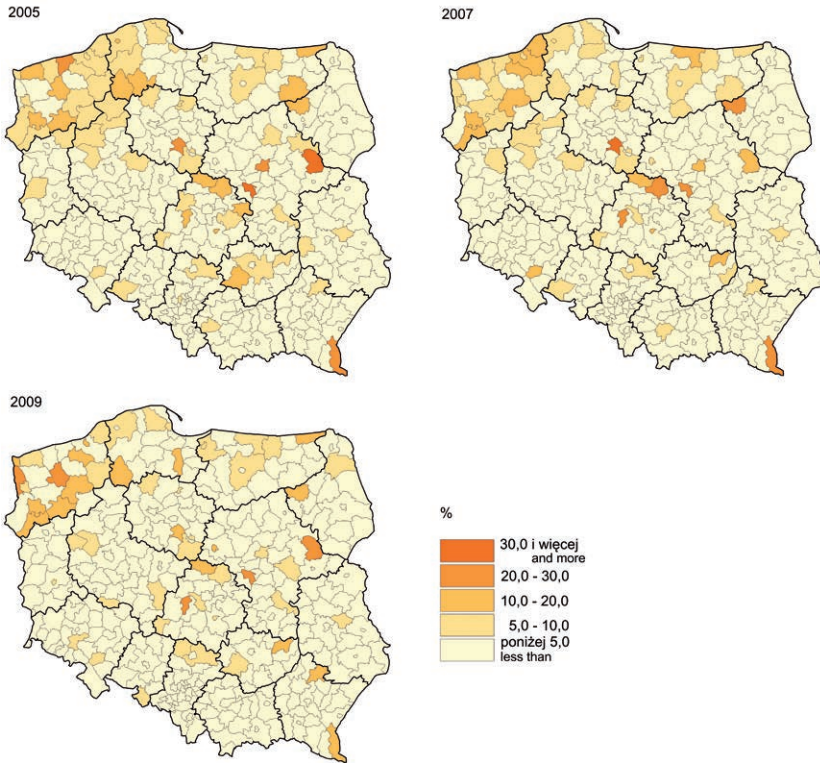 2005
2007
2009
%
30,0 i więcej
and more
20,0 - 30,0
10,0 - 20,0
5,0 - 10,0
poniżej 5,0
less than